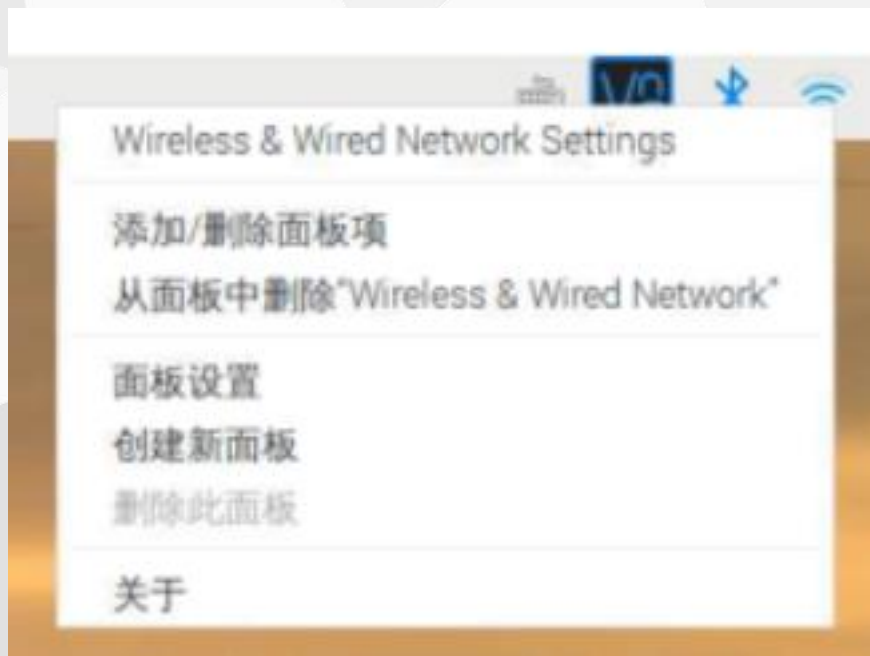 Wireless & Wired Network Settings
添加/删除面板项
从面板中删除"Wireless & Wired Network"
面板设置
创建新面板
删除此面板
关于